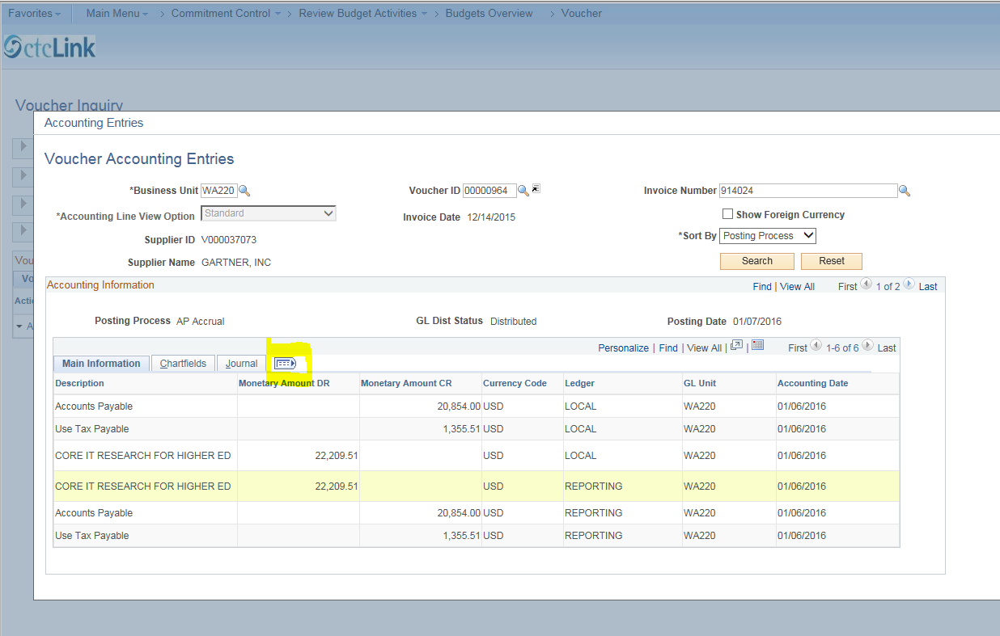 Favorites Main Menu > Commitment Control > Review Budget Activities > Budgets Overview > Voucher
ctcLink
Voucher Inquiry
Accounting Entries
Voucher Accounting Entries
*Business Unit WA220 Voucher ID 00000964 Invoice Number 914024
*Accounting Line View Option Standard Invoice Date 12/14/2015 Show Foreign Currency
Supplier ID V000037073 *Sort By Posting Process
Supplier Name GARTNER, INC Search Reset
Vou
Vo
Acti
A
Accounting Information Find | View All First 1 of 2 Last
Posting Process AP Accrual GL Dist Status Distributed Posting Date 01/07/2016
Personalize | Find | View All | | First 1-6 of 6 Last
Main Information Chartfields Journal
Description Monetary Amount DR Monetary Amount CR Currency Code Ledger GL Unit Accounting Date
Accounts Payable 20,854.00 USD LOCAL WA220 01/06/2016
Use Tax Payable 1,355.51 USD LOCAL WA220 01/06/2016
CORE IT RESEARCH FOR HIGHER ED 22,209.51 USD LOCAL WA220 01/06/2016
CORE IT RESEARCH FOR HIGHER ED 22,209.51 USD REPORTING WA220 01/06/2016
Accounts Payable 20,854.00 USD REPORTING WA220 01/06/2016
Use Tax Payable 1,355.51 USD REPORTING WA220 01/06/2016